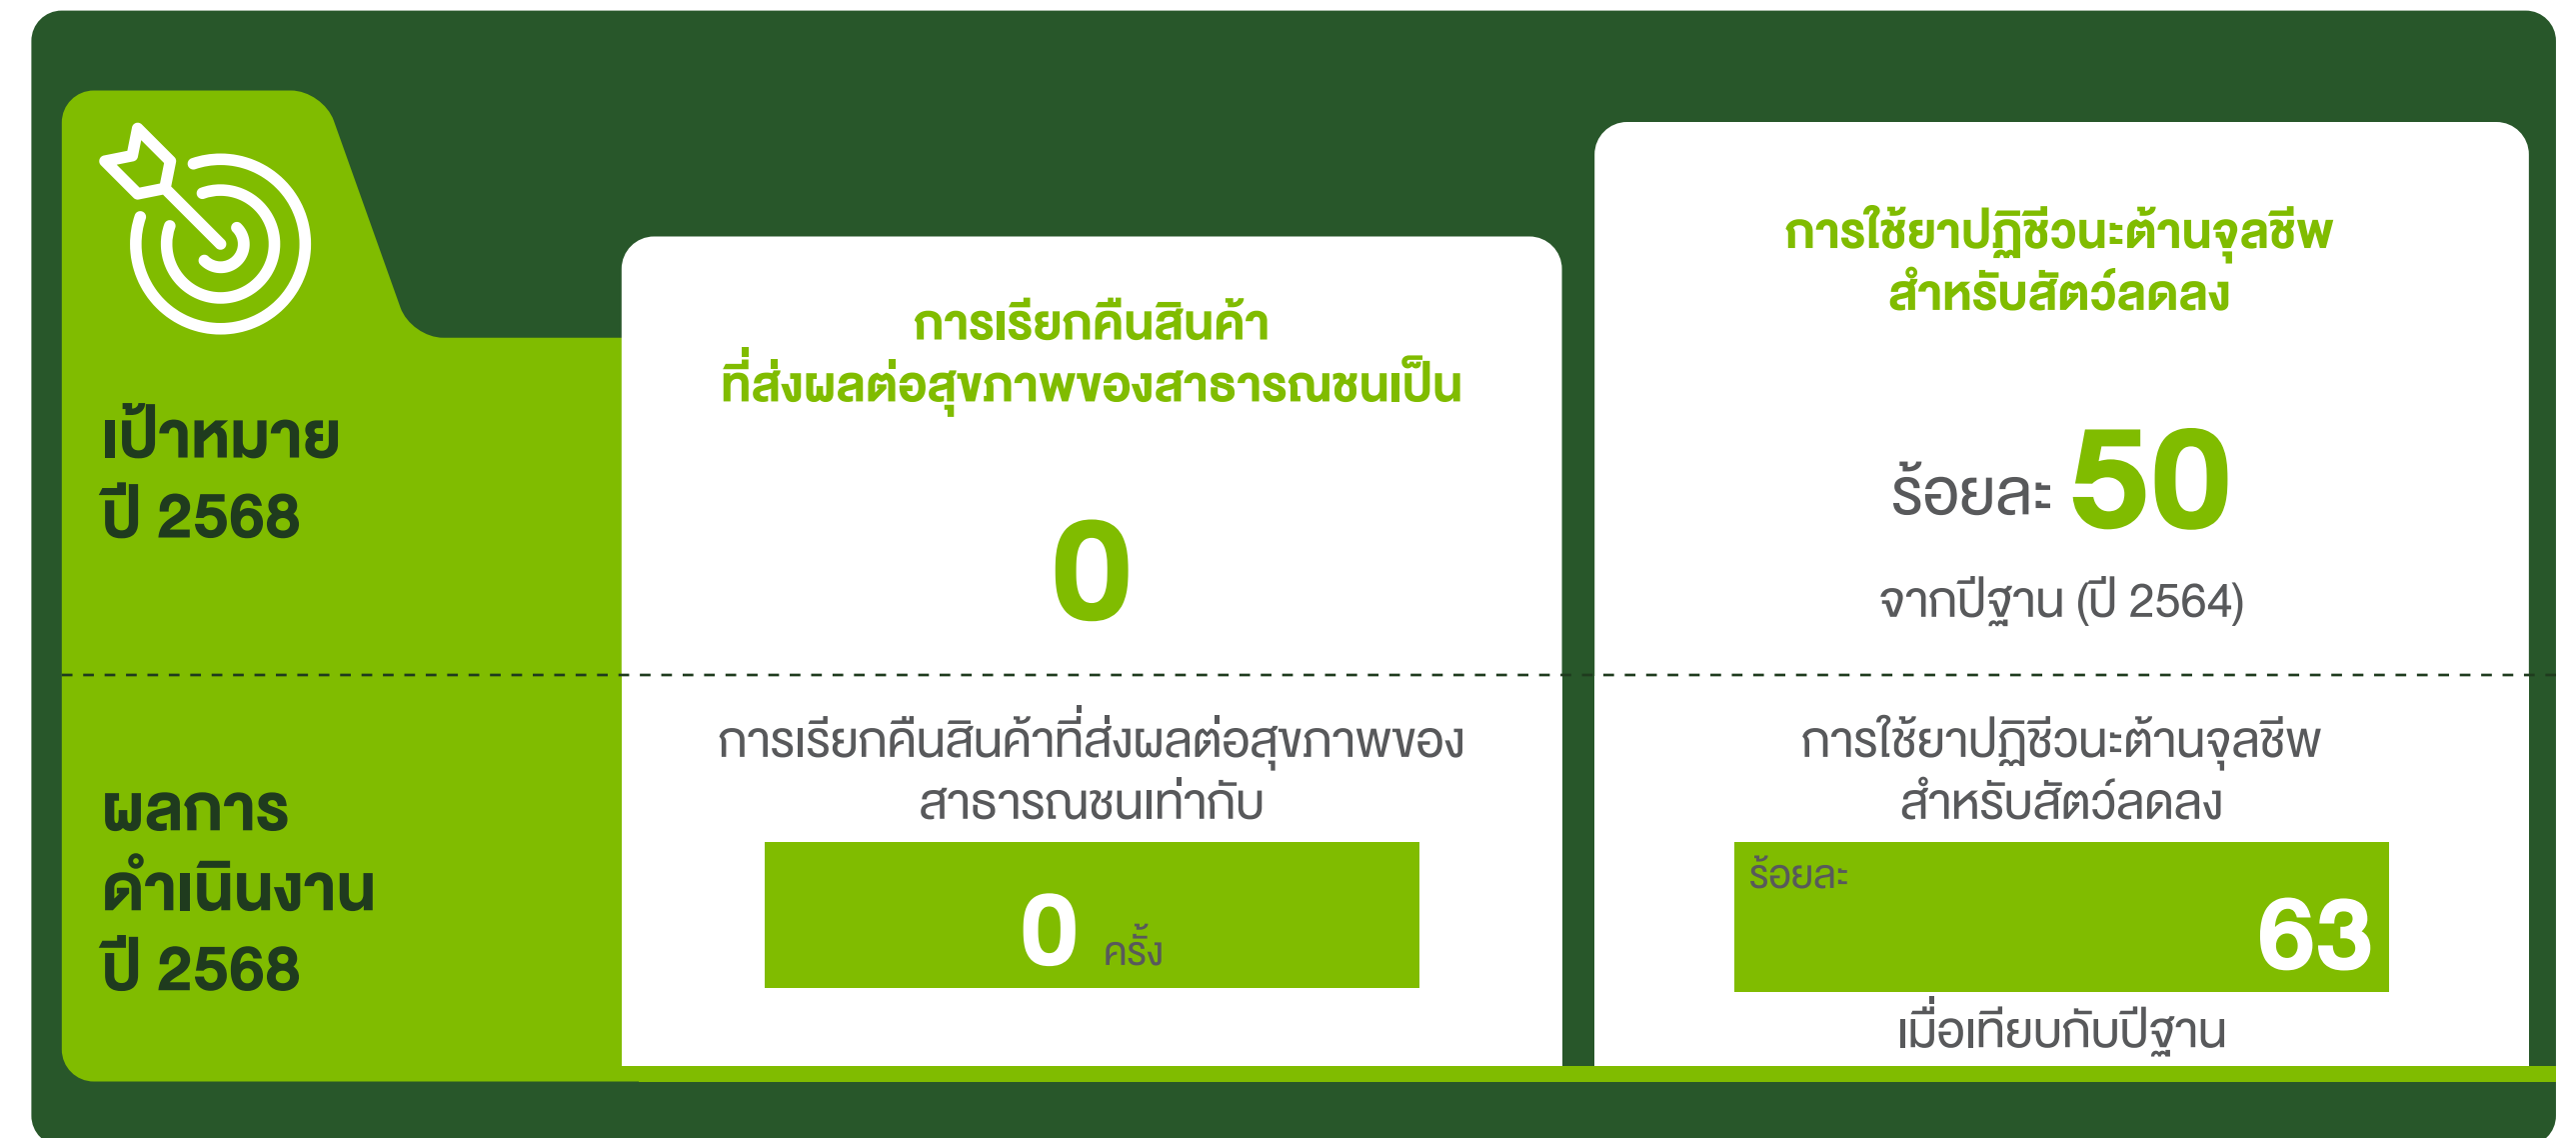 เป้าหมาย
ปี 2568
การเรียกคืนสินค้า
ที่ส่งผลต่อสุขภาพของสาธารณชนเป็น
0
การใช้ยาปฏิชีวนะต้านจุลชีพ
สำหรับสัตว์ลดลง
ร้อยละ 50
จากปีฐาน (ปี 2564)
ผลการ
ดำเนินงาน
ปี 2568
การเรียกคืนสินค้าที่ส่งผลต่อสุขภาพของ
สาธารณชนเท่ากับ
0 ครั้ง
การใช้ยาปฏิชีวนะต้านจุลชีพ
สำหรับสัตว์ลดลง
ร้อยละ
63
เมื่อเทียบกับปีฐาน